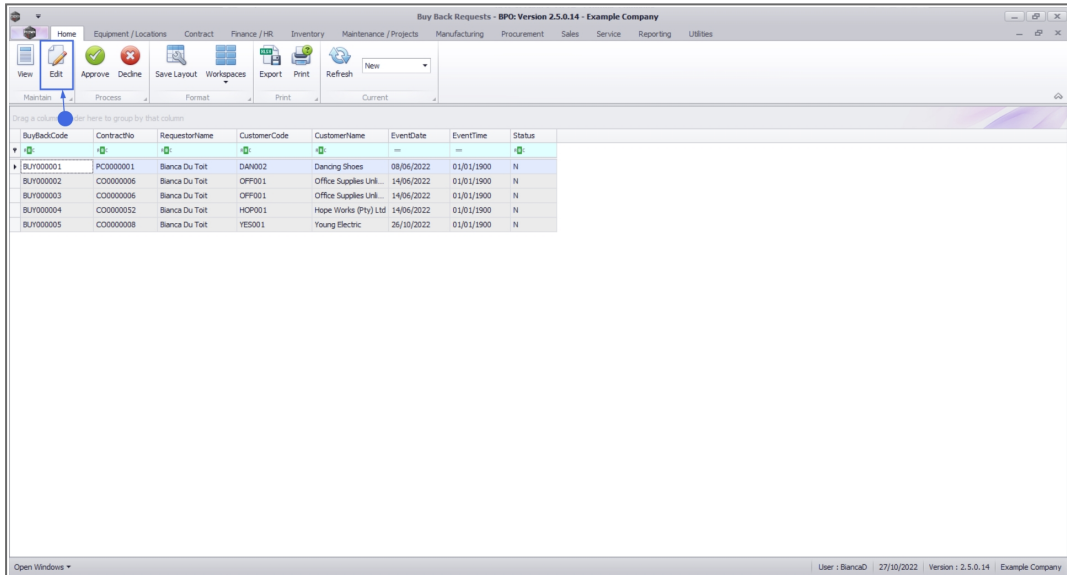 Buy Back Requests - BPO: Version 2.5.0.14 - Example Company
Home Equipment / Locations Contract Finance / HR Inventory Maintenance / Projects Manufacturing Procurement Sales Service Reporting Utilities
View Edit Approve Decline Save Layout Workspaces Export Print Refresh New
Maintain Process Format Print Current
Drag a column header here to group by that column
BuyBackCode ContractNo RequestorName CustomerCode CustomerName EventDate EventTime Status
BUY000001 PC0000001 Bianca Du Toit DAN002 Dancing Shoes 08/06/2022 01/01/1900 N
BUY000002 CO0000006 Bianca Du Toit OFF001 Office Supplies Unli... 14/06/2022 01/01/1900 N
BUY000003 CO0000006 Bianca Du Toit OFF001 Office Supplies Unli... 14/06/2022 01/01/1900 N
BUY000004 CO0000052 Bianca Du Toit HOP001 Hope Works (Pty) Ltd 14/06/2022 01/01/1900 N
BUY000005 CO0000008 Bianca Du Toit YES001 Young Electric 26/10/2022 01/01/1900 N
Open Windows User : BiancaD 27/10/2022 Version : 2.5.0.14 Example Company